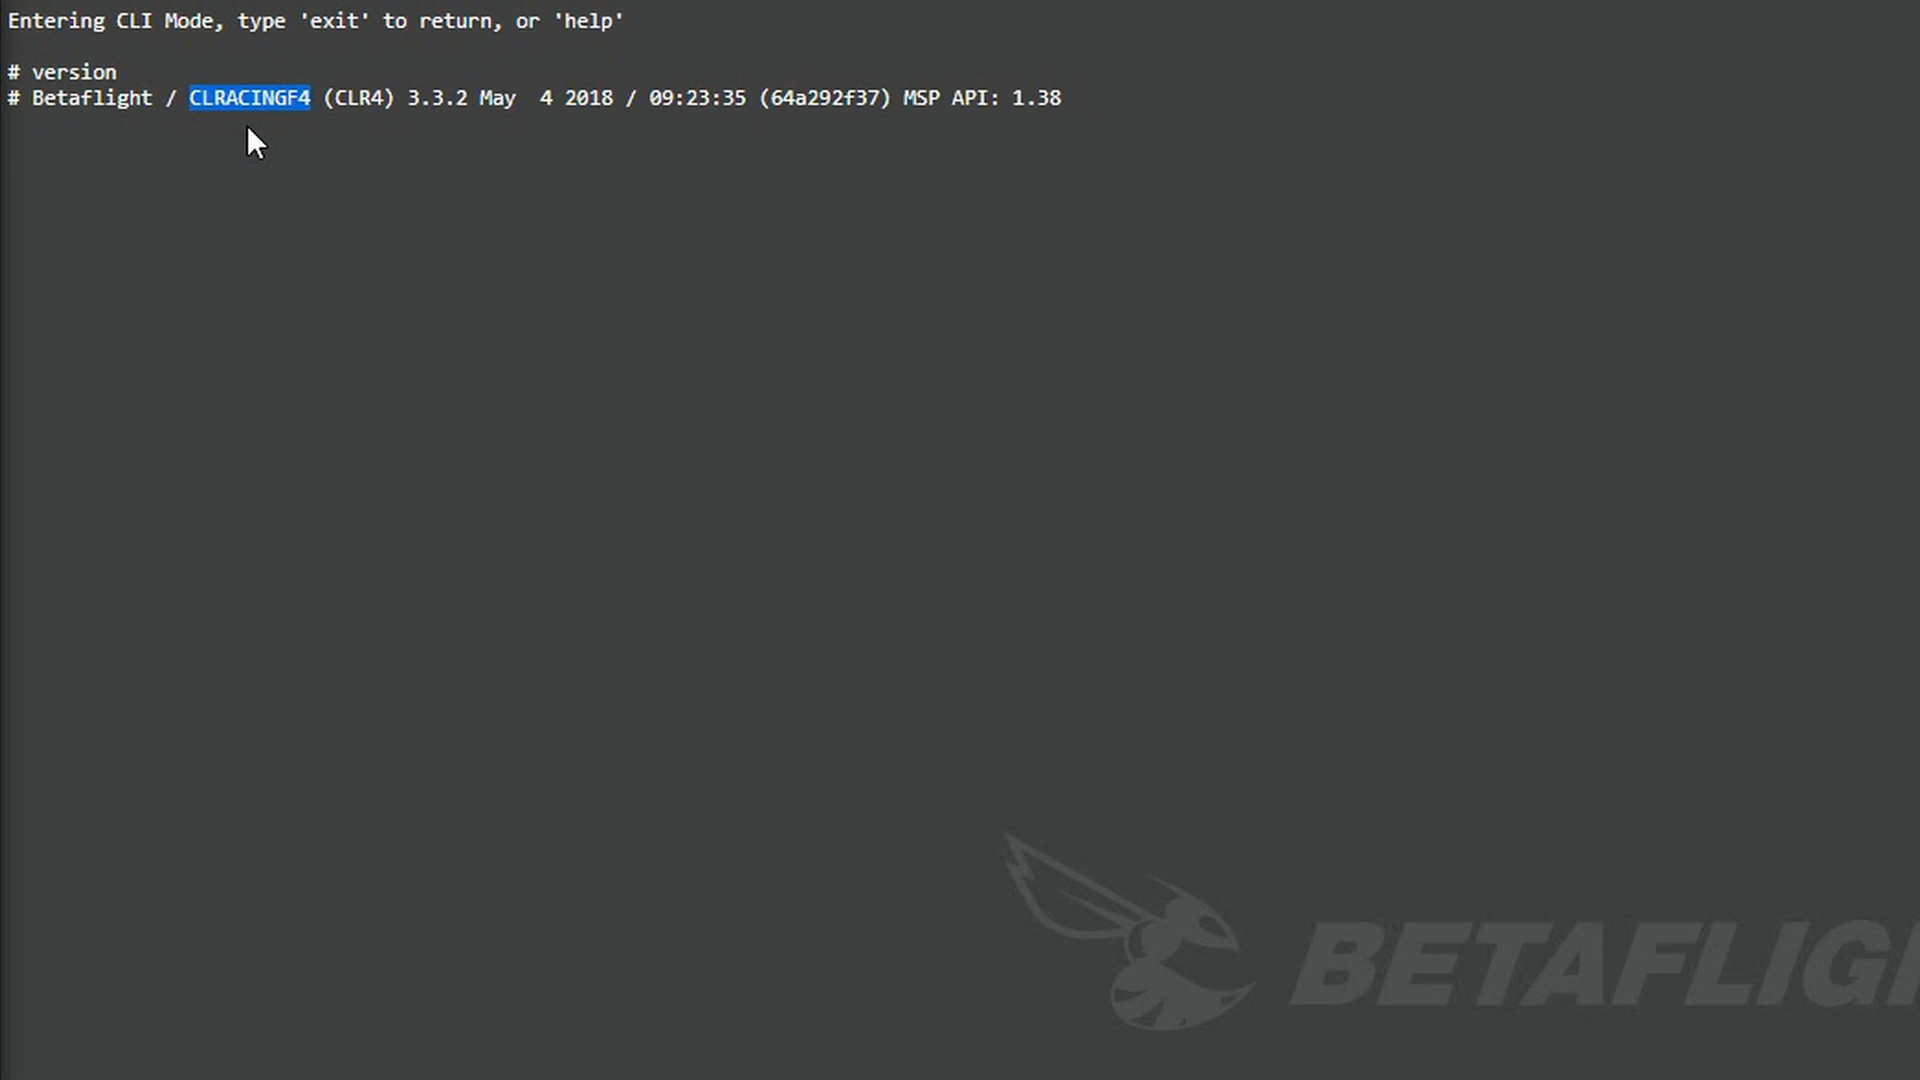 Entering CLI Mode, type 'exit' to return, or 'help'
# version
# Betaflight / CLRACINGF4 (CLR4) 3.3.2 May  4 2018 / 09:23:35 (64a292f37) MSP API: 1.38
BETAFLIG